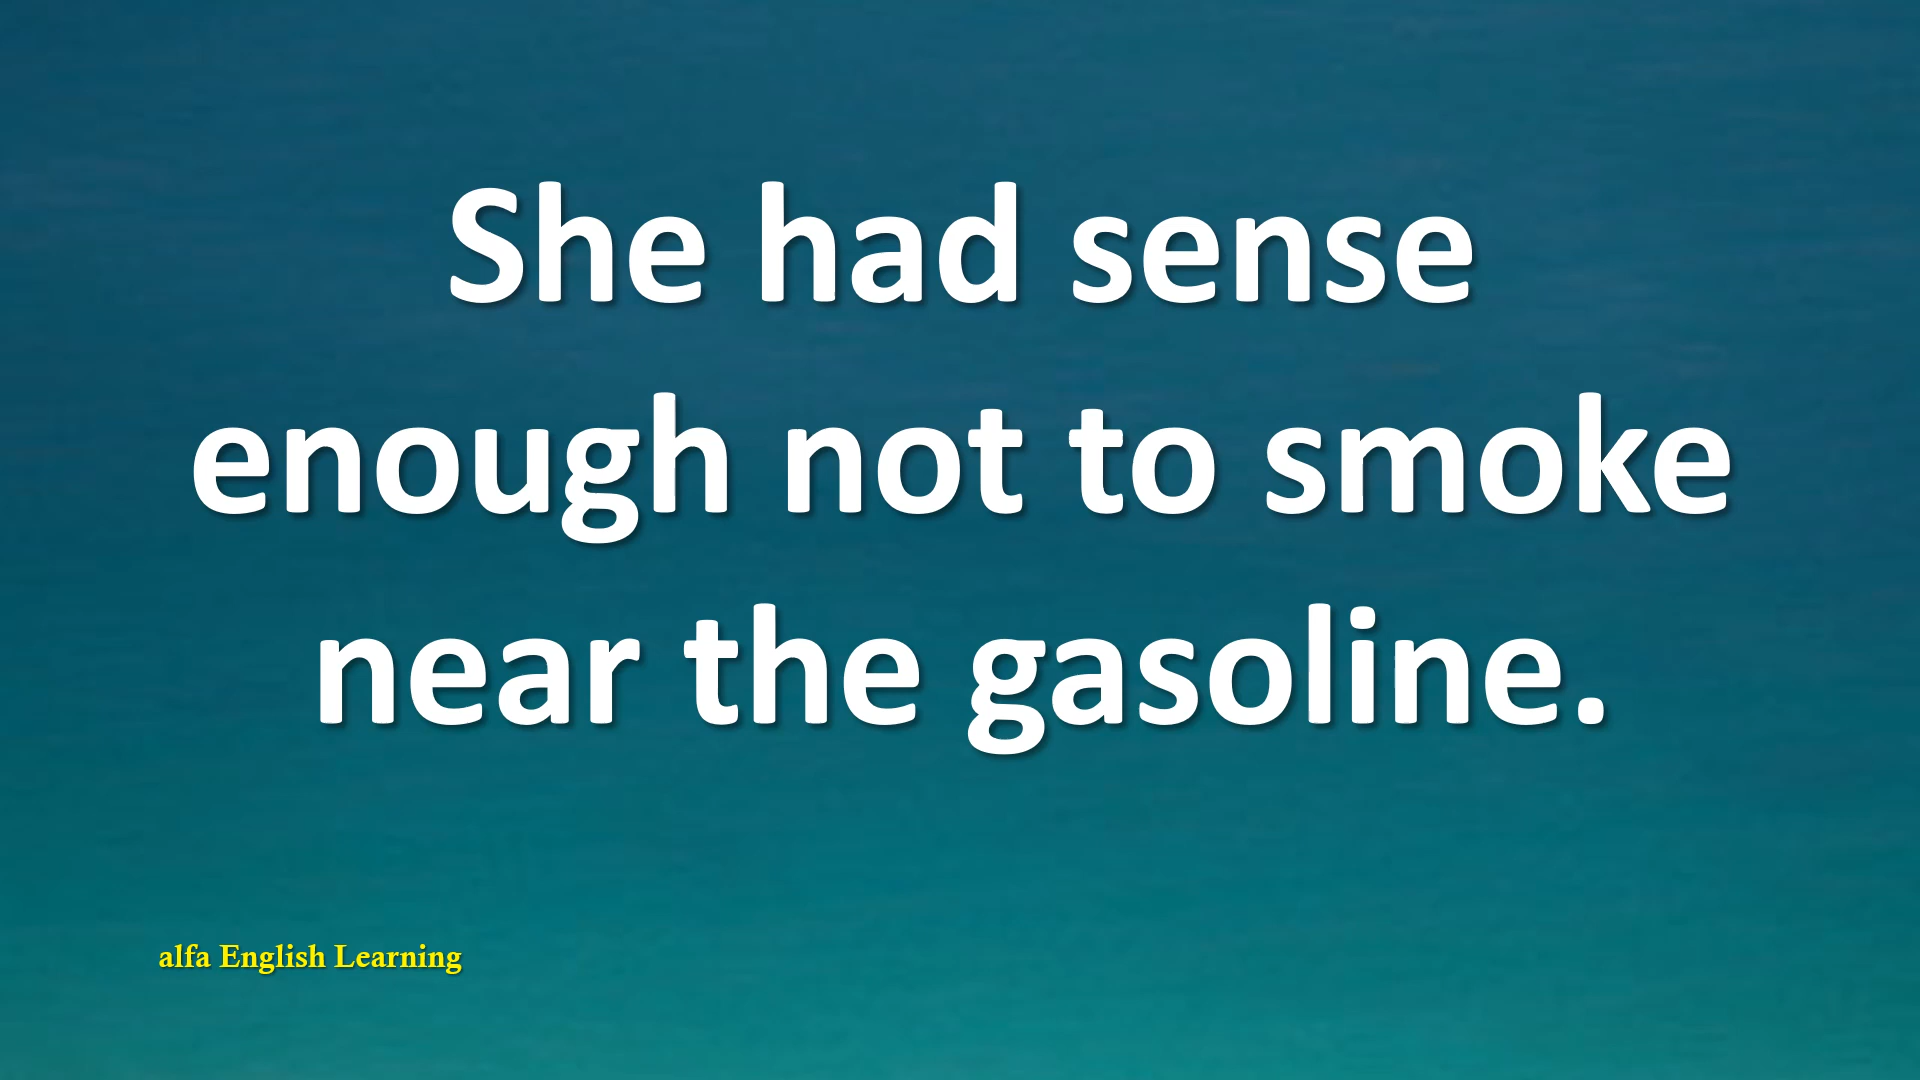 She had sense
enough not to smoke
near the gasoline.
alfa English Learning